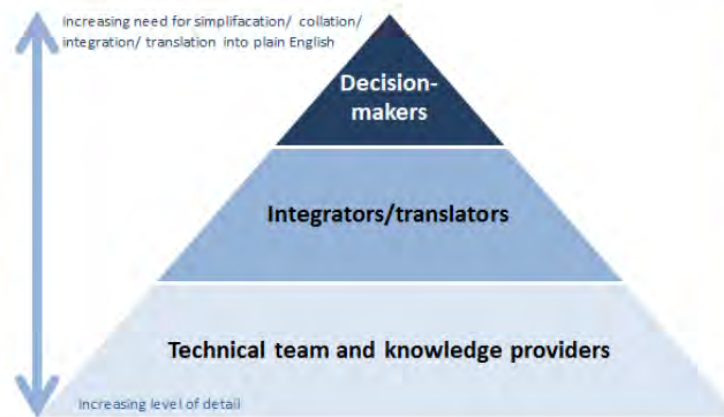 Increasing need for simplifacation/ collation/
integration/ translation into plain English
Decision-
makers
Integrators/translators
Technical team and knowledge providers
Increasing level of detail